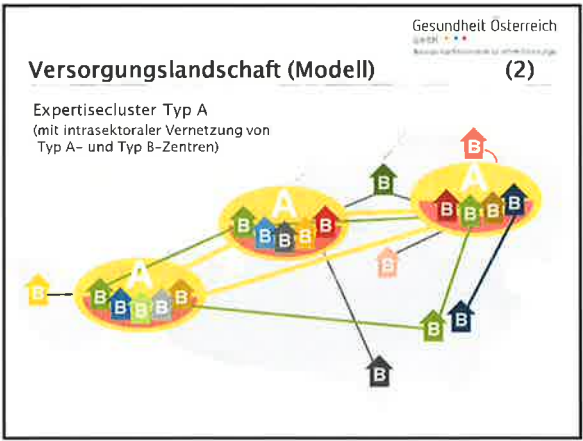 Gesundheit Österreich
GmbH
Versorgungslandschaft (Modell) (2)
Expertisecluster Typ A
(mit intrasektoraler Vernetzung von
Typ A- und Typ B-Zentren)
B
B
A
B B B B
A
B B B B B
B
A
B
B B B B B
B B
B